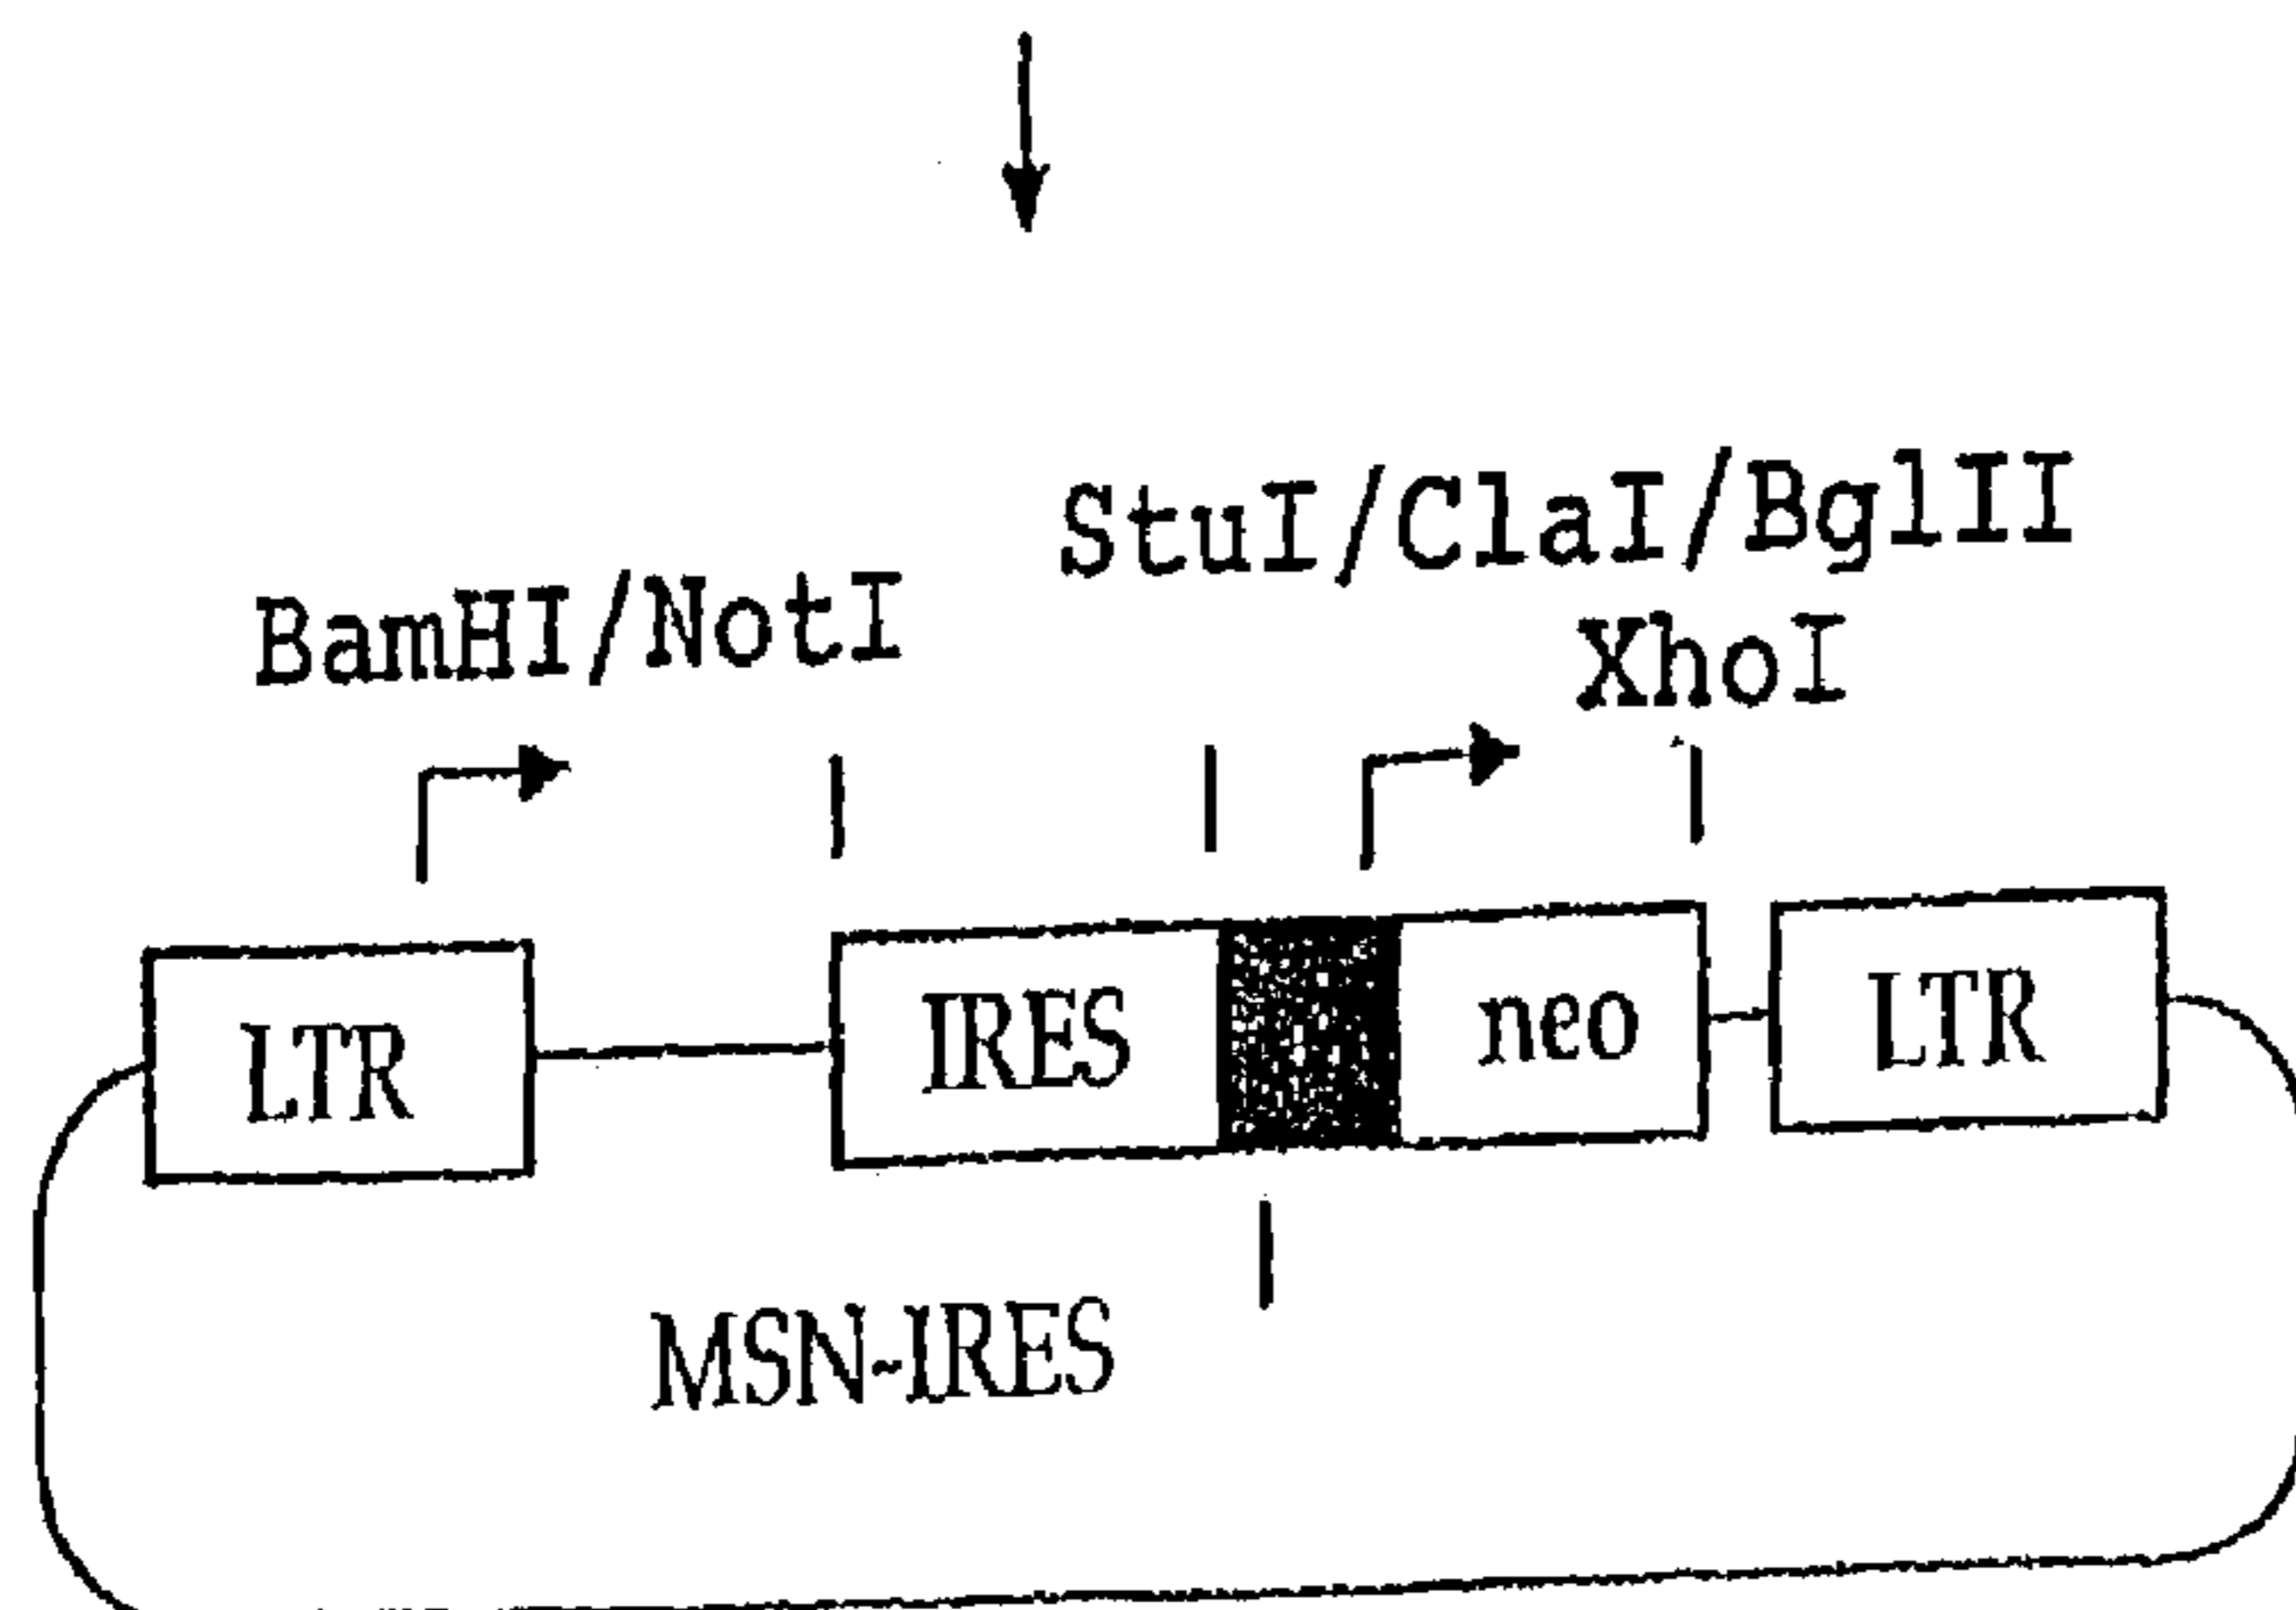 StuI/ClaI/BglII
BamHI/NotI
XhoI
LTR
IRES
neo
LTR
MSN-IRES